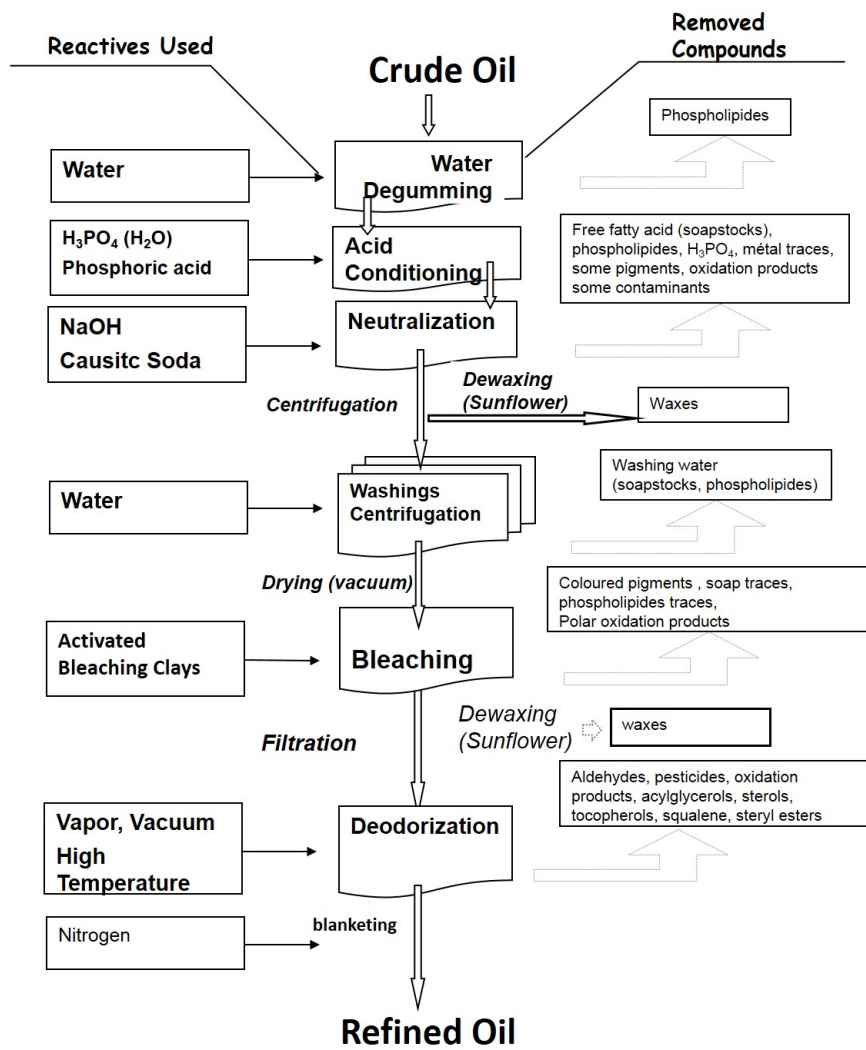 Reactives Used
Removed
Compounds
Crude Oil
Phospholipides
Water
Water
Degumming
H₃PO₄ (H₂O)
Phosphoric acid
Acid
Conditioning
Free fatty acid (soapstocks),
phospholipides, H₃PO₄, métal traces,
some pigments, oxidation products
some contaminants
NaOH
Causitc Soda
Neutralization
Centrifugation
Dewaxing
(Sunflower)
Waxes
Water
Washings
Centrifugation
Washing water
(soapstocks, phospholipides)
Drying (vacuum)
Coloured pigments , soap traces,
phospholipides traces,
Polar oxidation products
Activated
Bleaching Clays
Bleaching
Filtration
Dewaxing
(Sunflower)
waxes
Vapor, Vacuum
High
Temperature
Deodorization
Aldehydes, pesticides, oxidation
products, acylglycerols, sterols,
tocopherols, squalene, steryl esters
Nitrogen
blanketing
Refined Oil